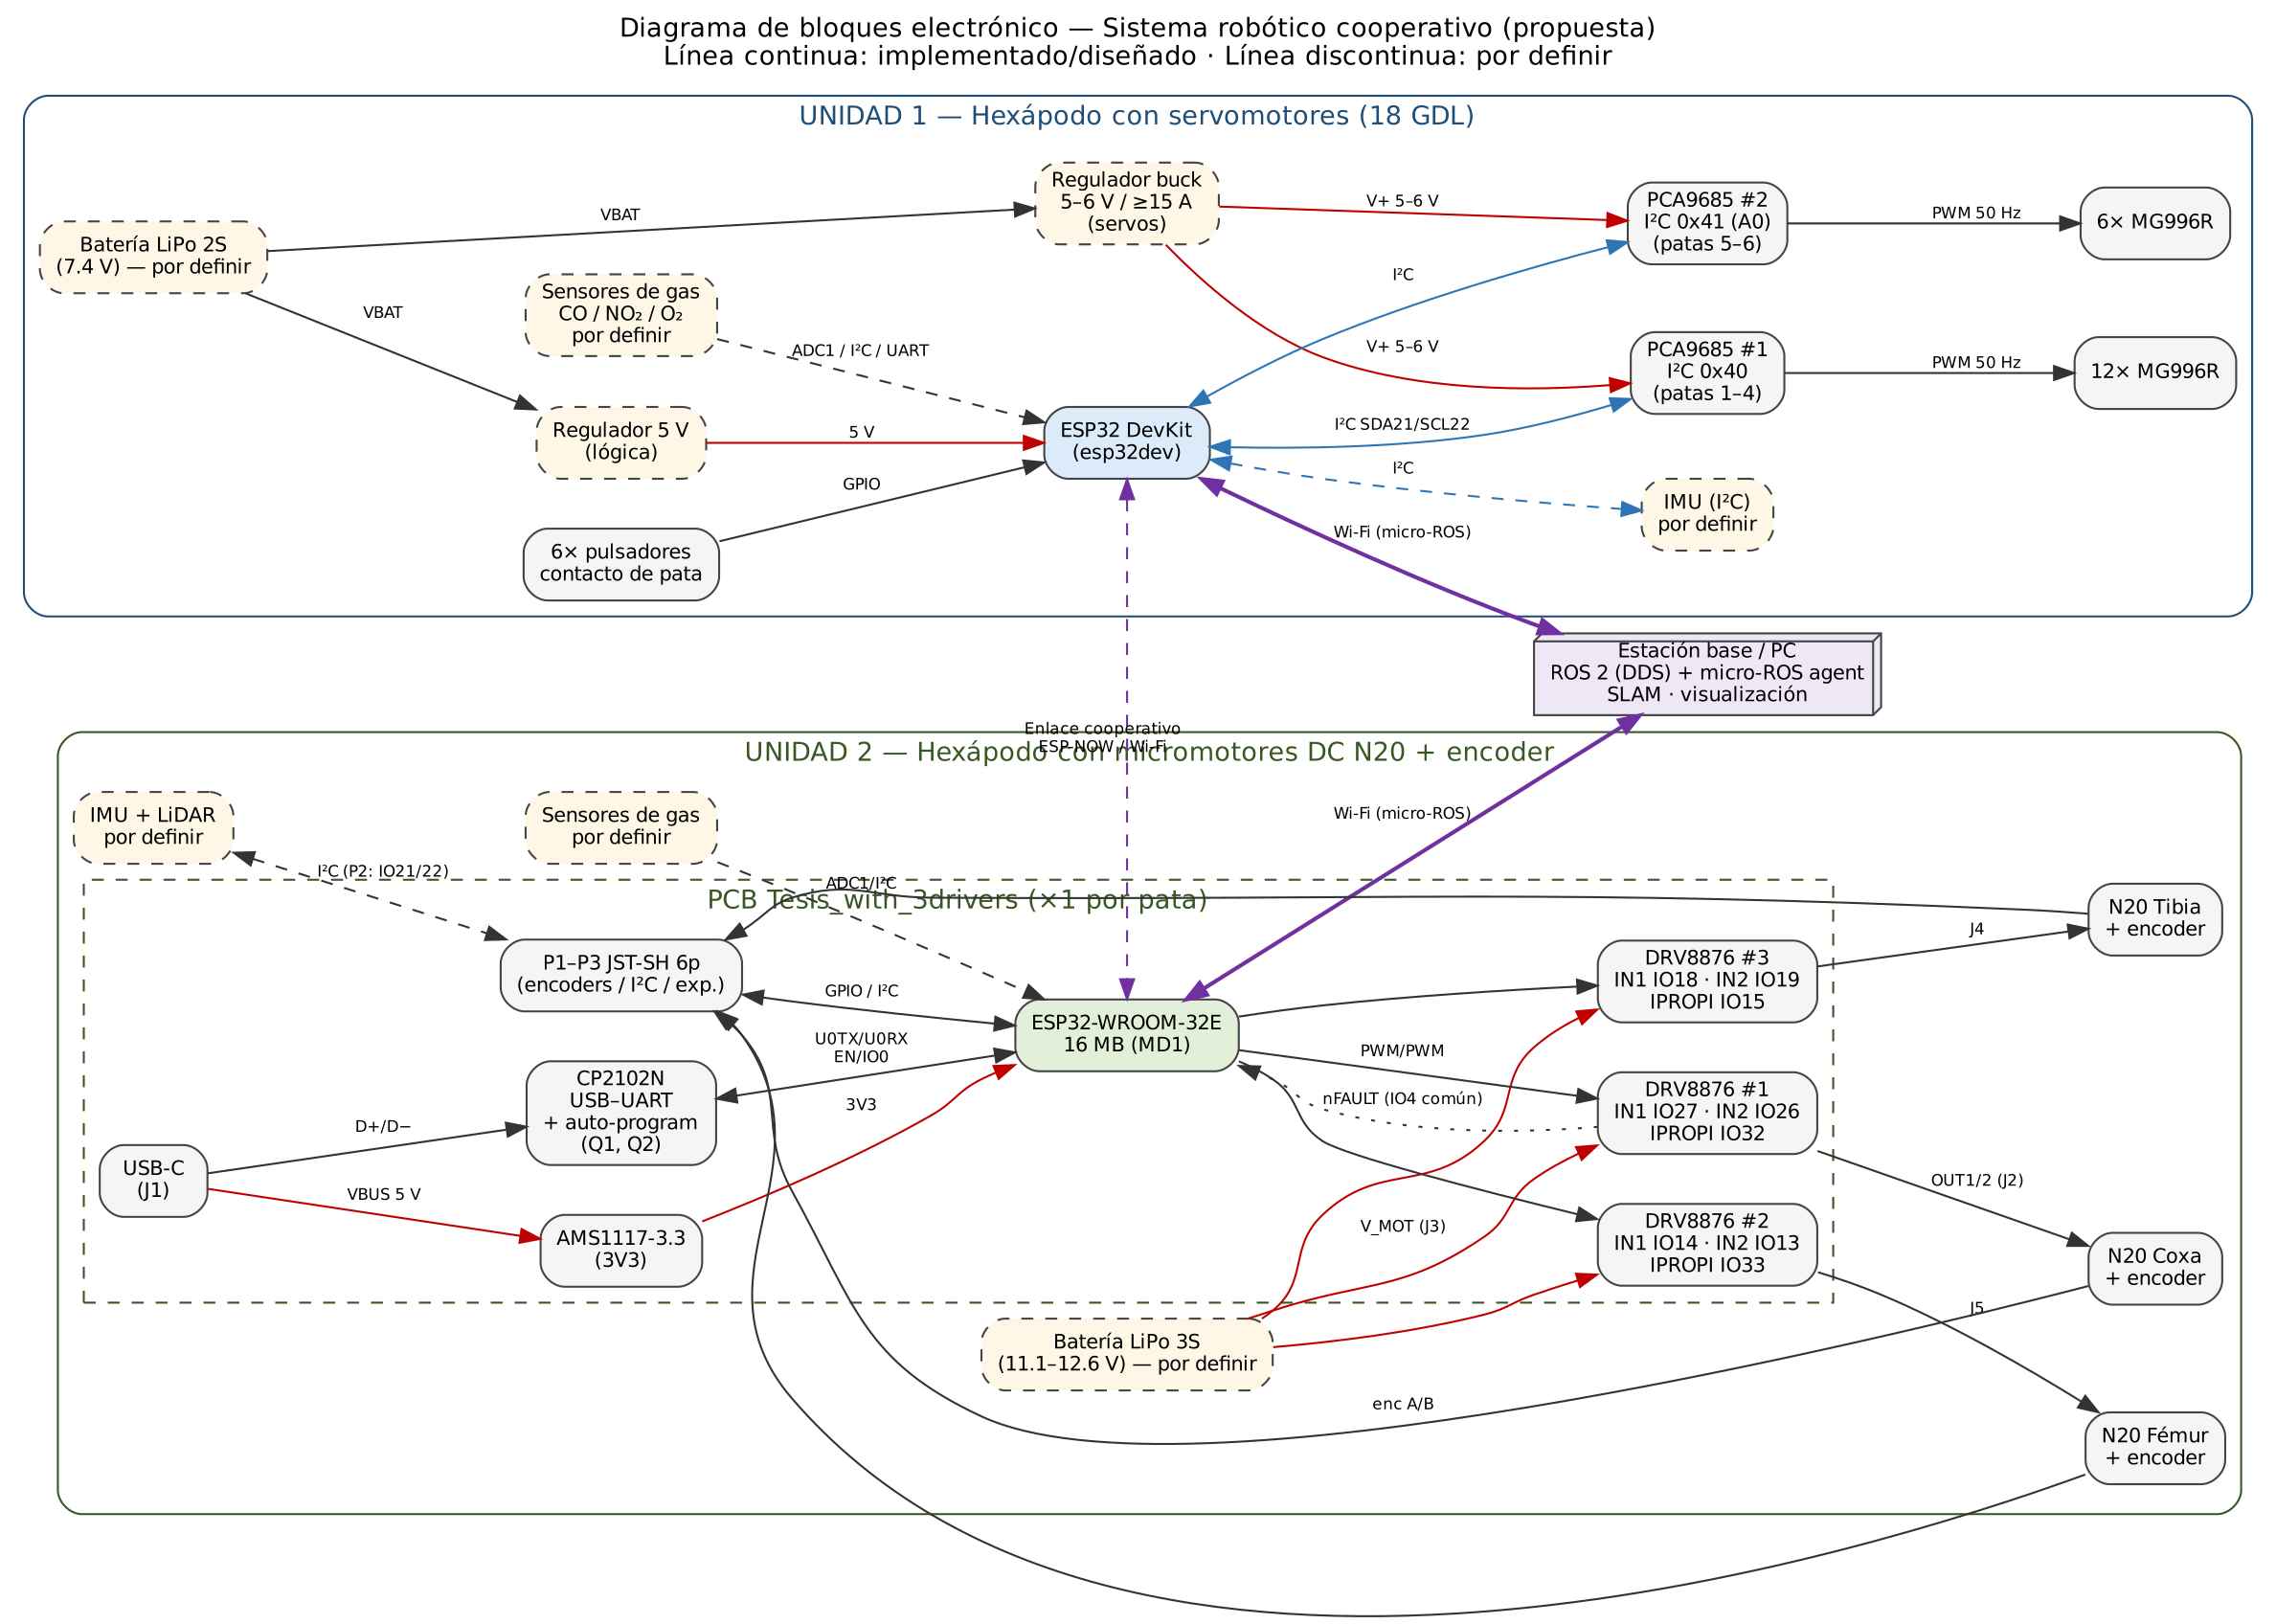 Diagrama de bloques electrónico — Sistema robótico cooperativo (propuesta)
Línea continua: implementado/diseñado · Línea discontinua: por definir
UNIDAD 1 — Hexápodo con servomotores (18 GDL)
Batería LiPo 2S
(7.4 V) — por definir
VBAT
VBAT
Regulador buck
5–6 V / ≥15 A
(servos)
Sensores de gas
CO / NO₂ / O₂
por definir
ADC1 / I²C / UART
Regulador 5 V
(lógica)
5 V
6× pulsadores
contacto de pata
GPIO
ESP32 DevKit
(esp32dev)
V+ 5–6 V
I²C
V+ 5–6 V
I²C SDA21/SCL22
I²C
Wi-Fi (micro-ROS)
PCA9685 #2
I²C 0x41 (A0)
(patas 5–6)
PWM 50 Hz
6× MG996R
PCA9685 #1
I²C 0x40
(patas 1–4)
PWM 50 Hz
12× MG996R
IMU (I²C)
por definir
Estación base / PC
ROS 2 (DDS) + micro-ROS agent
SLAM · visualización
Enlace cooperativo
ESP-NOW / Wi-Fi
UNIDAD 2 — Hexápodo con micromotores DC N20 + encoder
Wi-Fi (micro-ROS)
IMU + LiDAR
por definir
I²C (P2: IO21/22)
Sensores de gas
por definir
ADC1/I²C
PCB Tesis_with_3drivers (×1 por pata)
P1–P3 JST-SH 6p
(encoders / I²C / exp.)
GPIO / I²C
U0TX/U0RX
EN/IO0
CP2102N
USB–UART
+ auto-program
(Q1, Q2)
3V3
USB-C
(J1)
D+/D−
VBUS 5 V
AMS1117-3.3
(3V3)
ESP32-WROOM-32E
16 MB (MD1)
PWM/PWM
nFAULT (IO4 común)
V_MOT (J3)
DRV8876 #3
IN1 IO18 · IN2 IO19
IPROPI IO15
J4
N20 Tibia
+ encoder
DRV8876 #1
IN1 IO27 · IN2 IO26
IPROPI IO32
OUT1/2 (J2)
DRV8876 #2
IN1 IO14 · IN2 IO13
IPROPI IO33
N20 Coxa
+ encoder
J5
Batería LiPo 3S
(11.1–12.6 V) — por definir
enc A/B
N20 Fémur
+ encoder